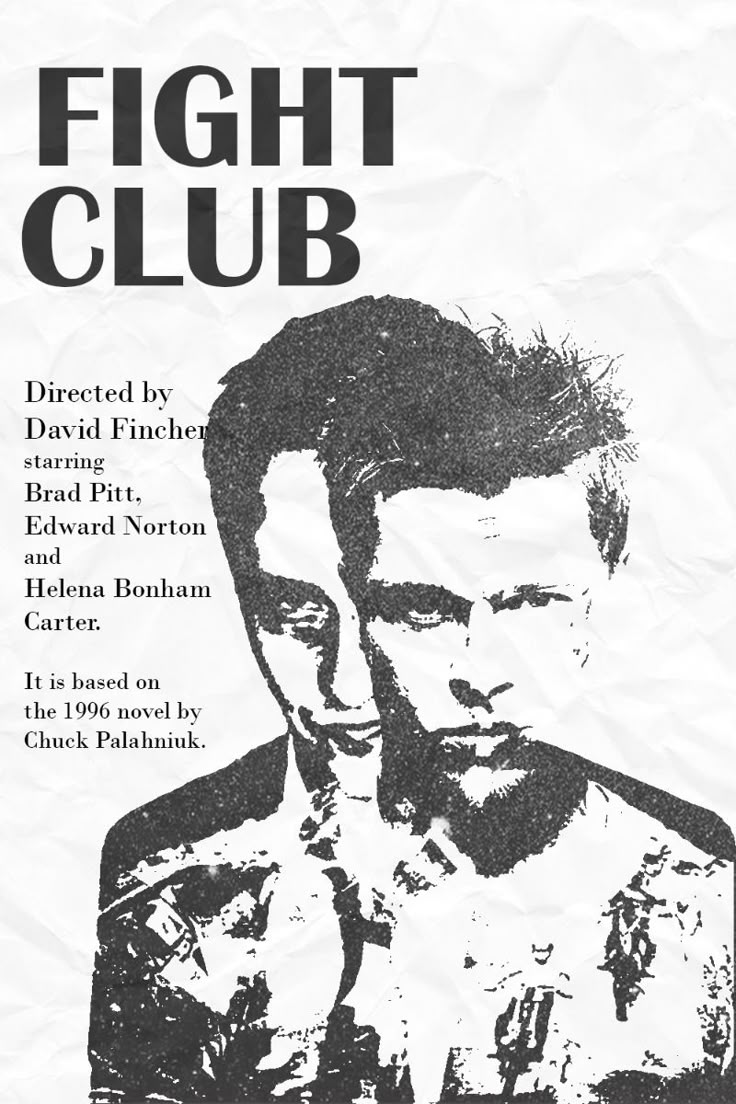 FIGHT
CLUB
Directed by
David Fincher
starring
Brad Pitt,
Edward Norton
and
Helena Bonham
Carter.
It is based on
the 1996 novel by
Chuck Palahniuk.